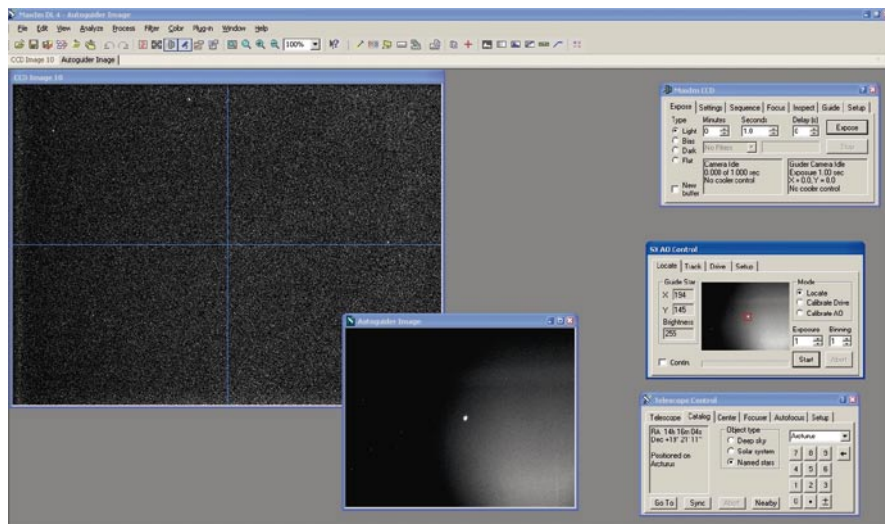 MaxIm DL 4 - Autoguider Image
File Edit View Analyze Process Filter Color Plug-in Window Help
100%
CCD Image 10 Autoguider Image
CCD Image 10
MaxIm CCD
Expose Settings Sequence Focus Inspect Guide Setup
Type Minutes Seconds Delay (s)
Light 0 1.0 0 Expose
Bias
Dark No Filters
Flat
Camera Idle Guider Camera Idle
0.000 of 1.000 sec Exposure 1.00 sec
No cooler control X = 0.0, Y = 0.0
New No cooler control
buffer
SX AO Control
Locate Track Drive Setup
Guide Star Mode
X 194 Locate
Y 145 Calibrate Drive
Brightness Calibrate AO
255
Exposure Binning
1 1
Contin. Start Abort
Autoguider Image
Telescope Control
Telescope Catalog Center Focuser Autofocus Setup
RA 14h 16m 04s Object type Arcturus
Dec +19° 21' 11" Deep sky
Positioned on Solar system
Arcturus Named stars
7 8 9
4 5 6
1 2 3
0 • ±
Go To Sync Abort Nearby